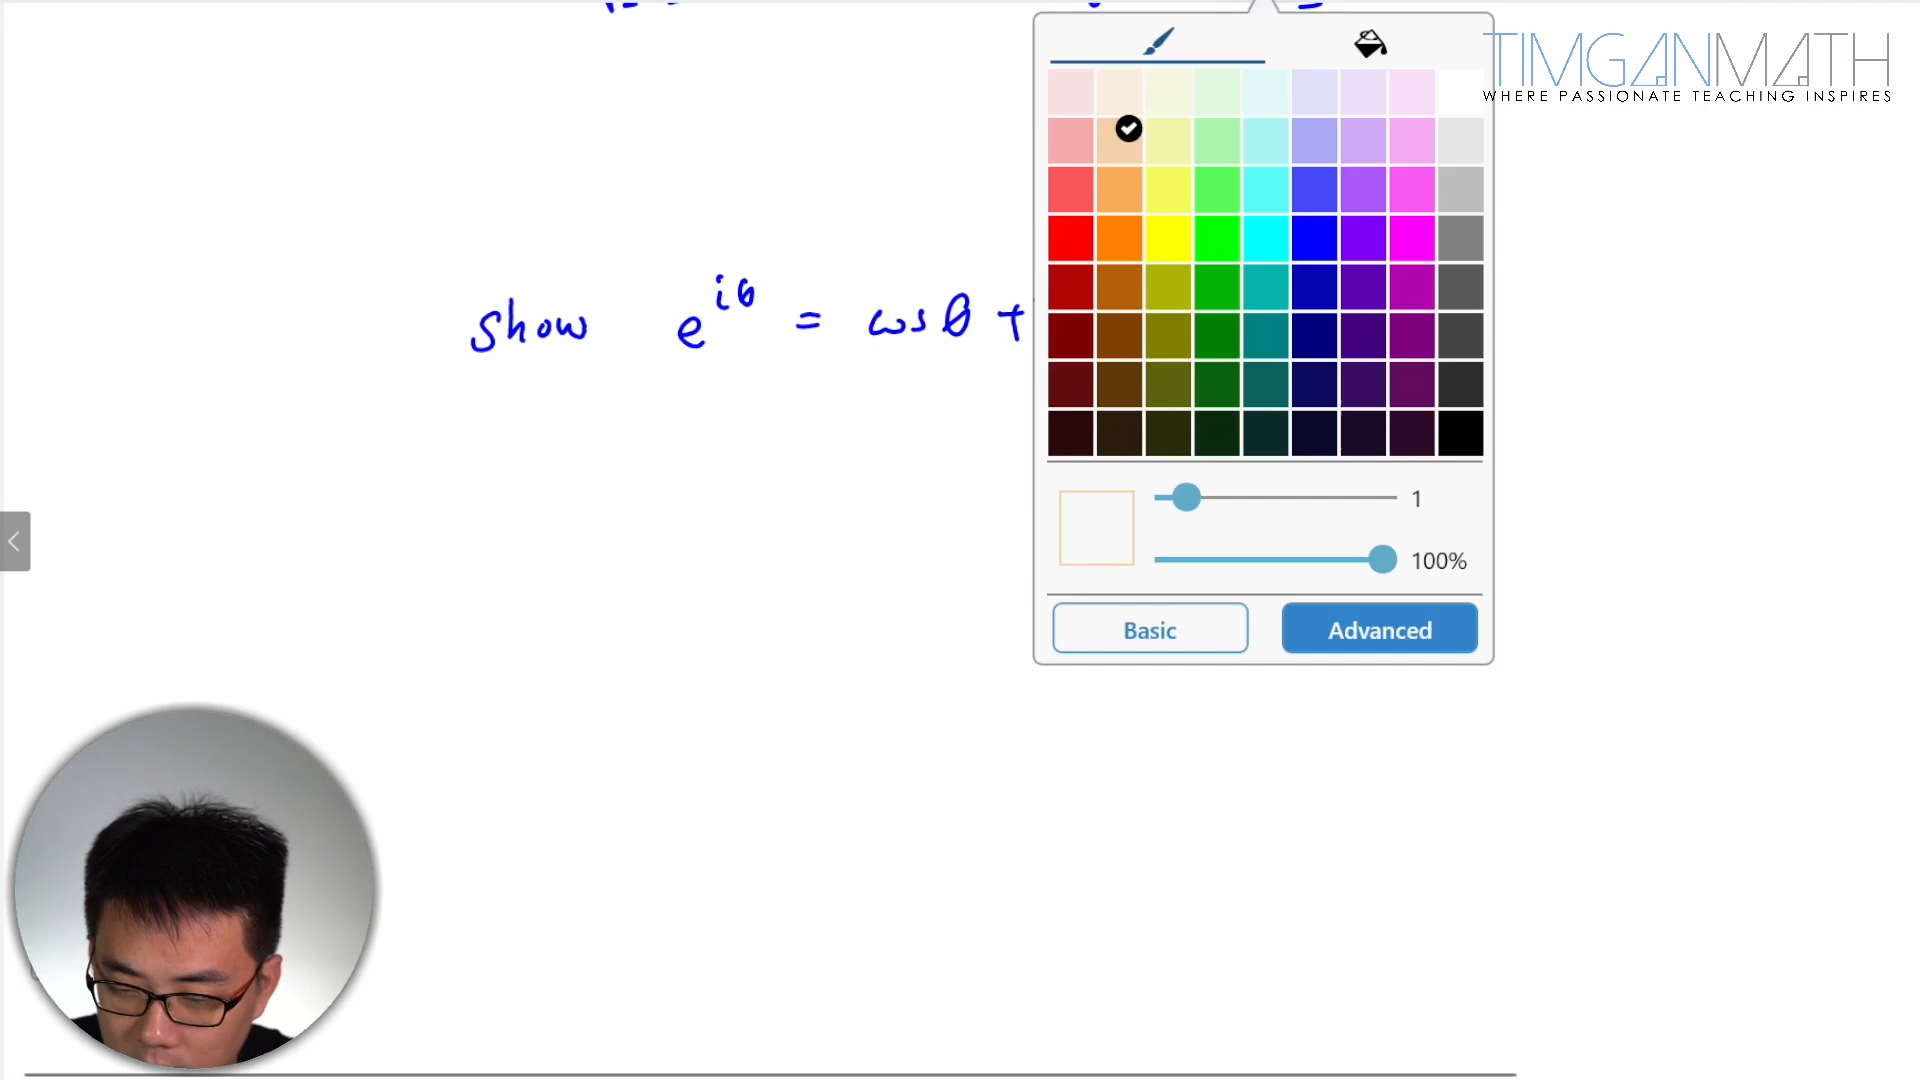 TIMGANMATH
WHERE PASSIONATE TEACHING INSPIRES
show e^{iθ} = cosθ +
1
100%
Basic
Advanced